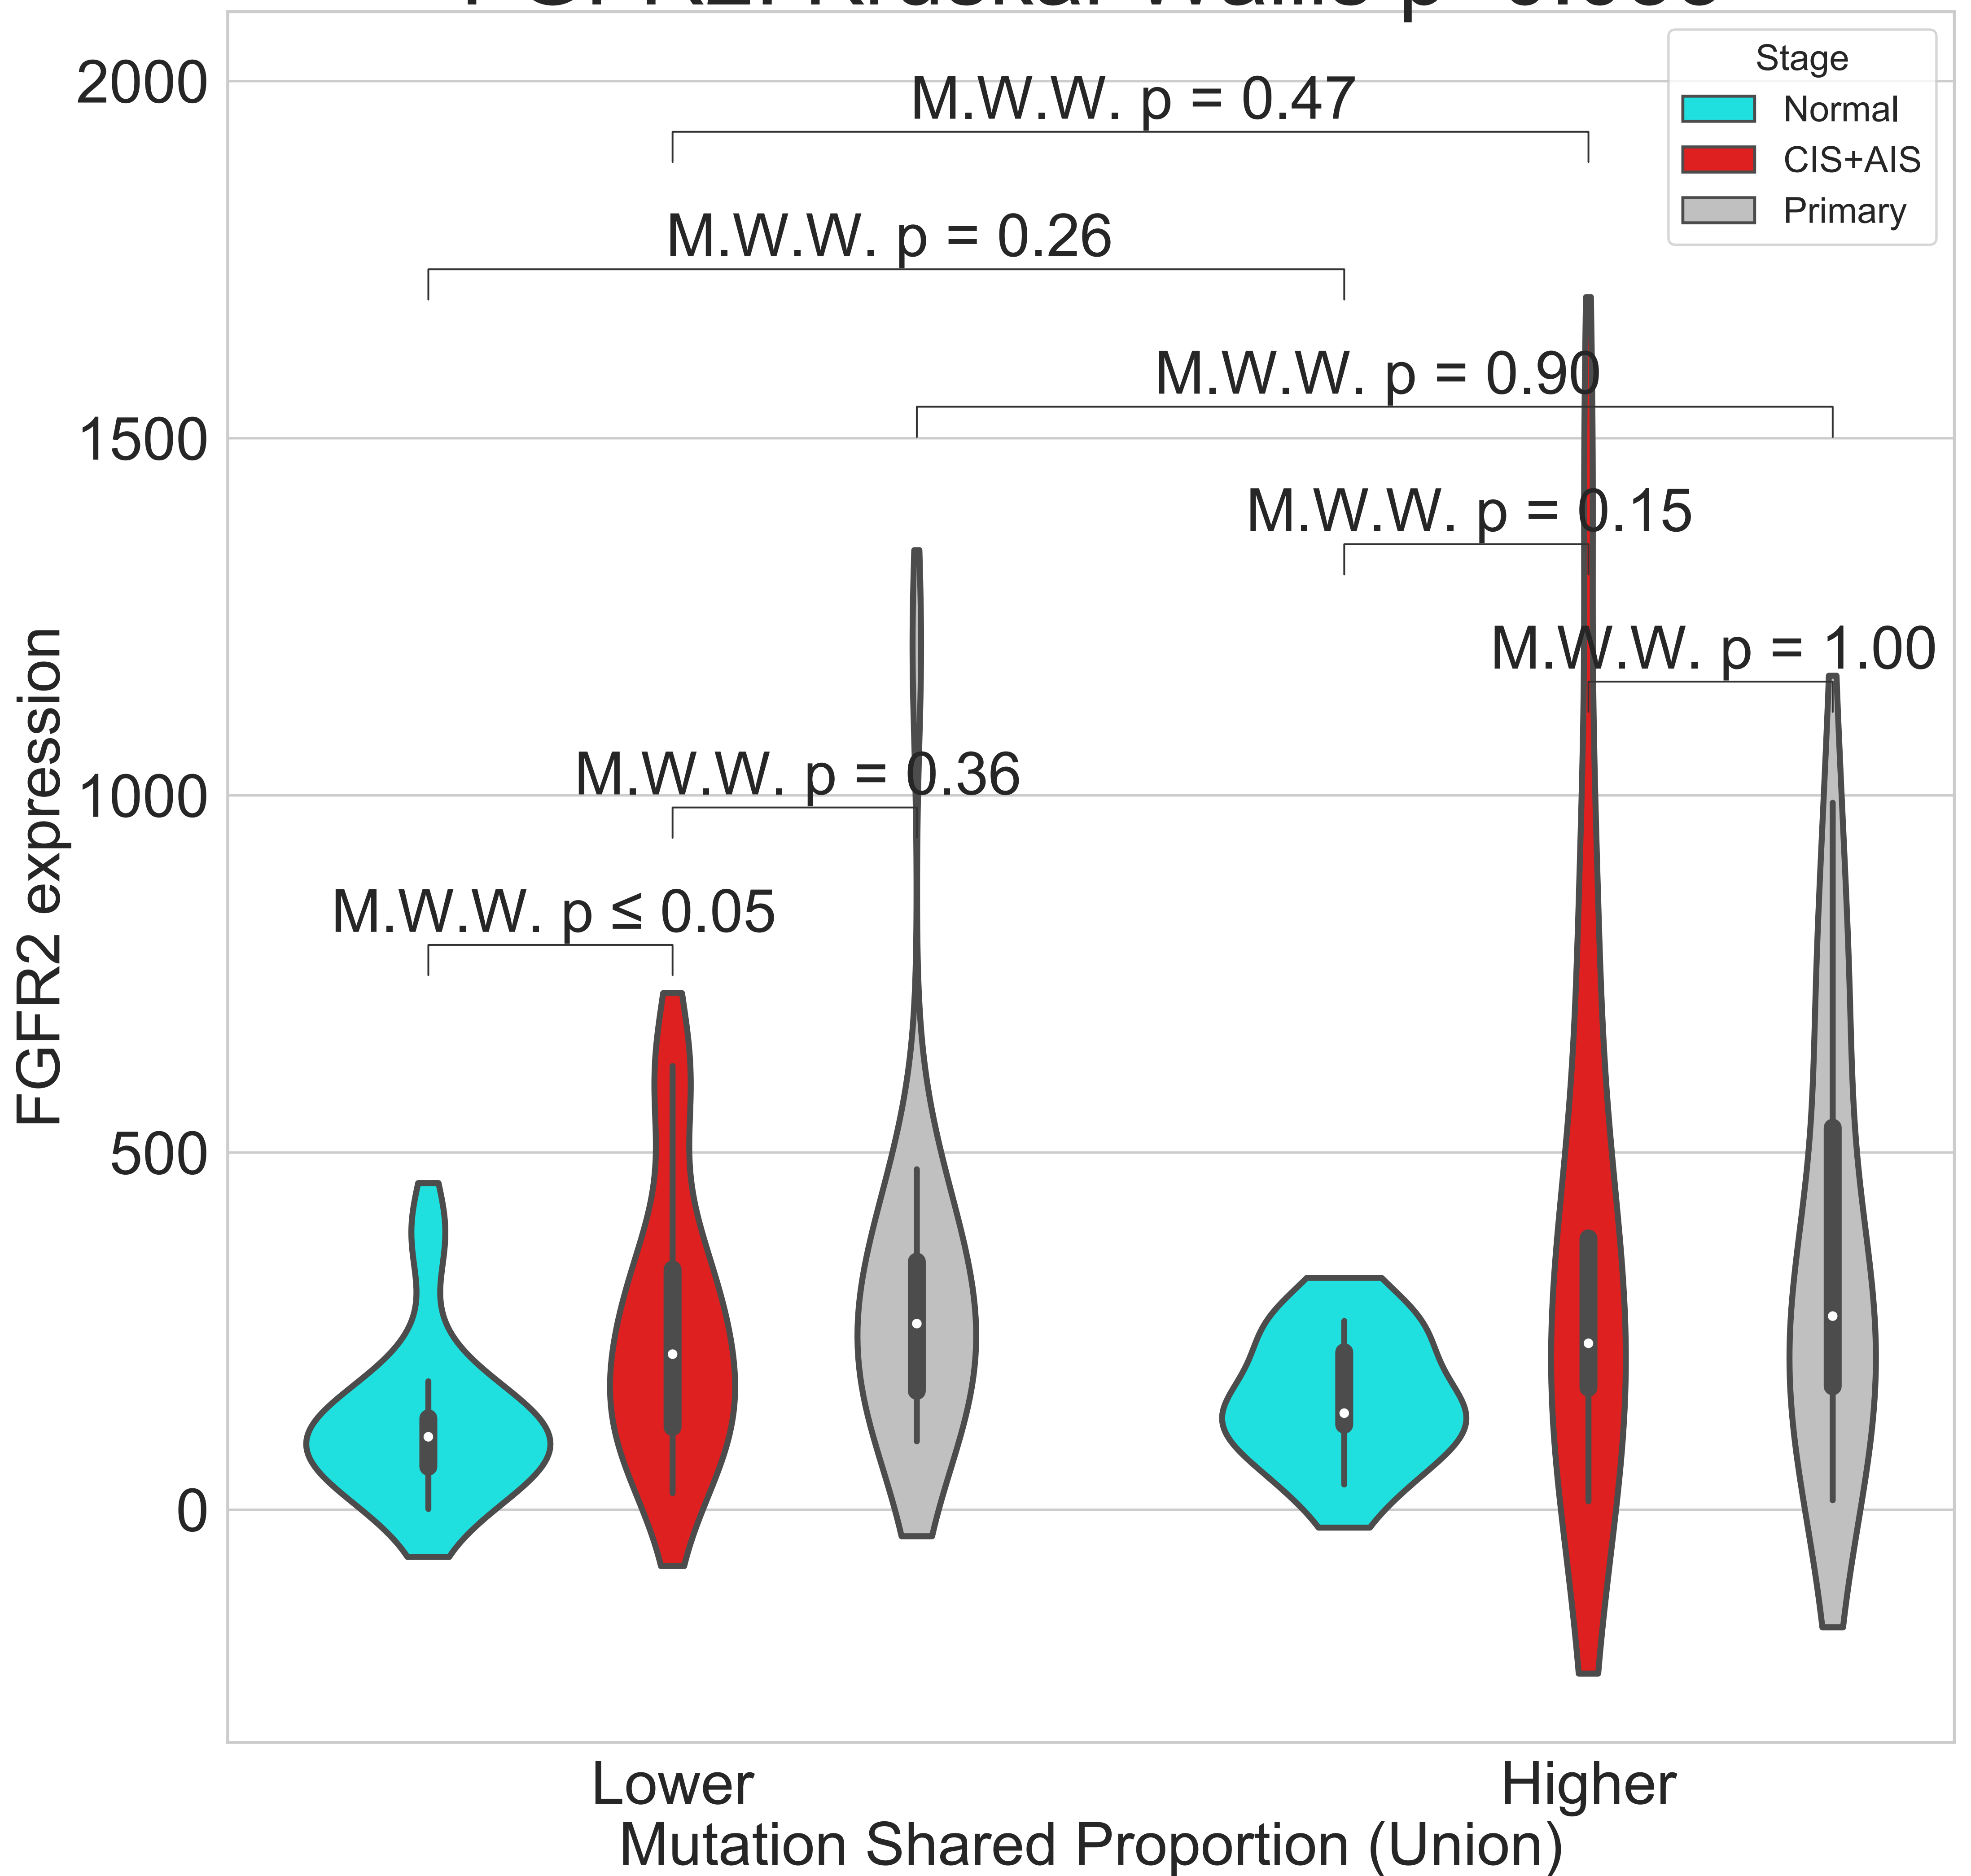 Stage
Normal
CIS+AIS
Primary
2000
1500
1000
500
0
FGFR2 expression
M.W.W. p = 0.47
M.W.W. p = 0.26
M.W.W. p = 0.90
M.W.W. p = 0.15
M.W.W. p = 1.00
M.W.W. p = 0.36
M.W.W. p ≤ 0.05
Lower
Higher
Mutation Shared Proportion (Union)